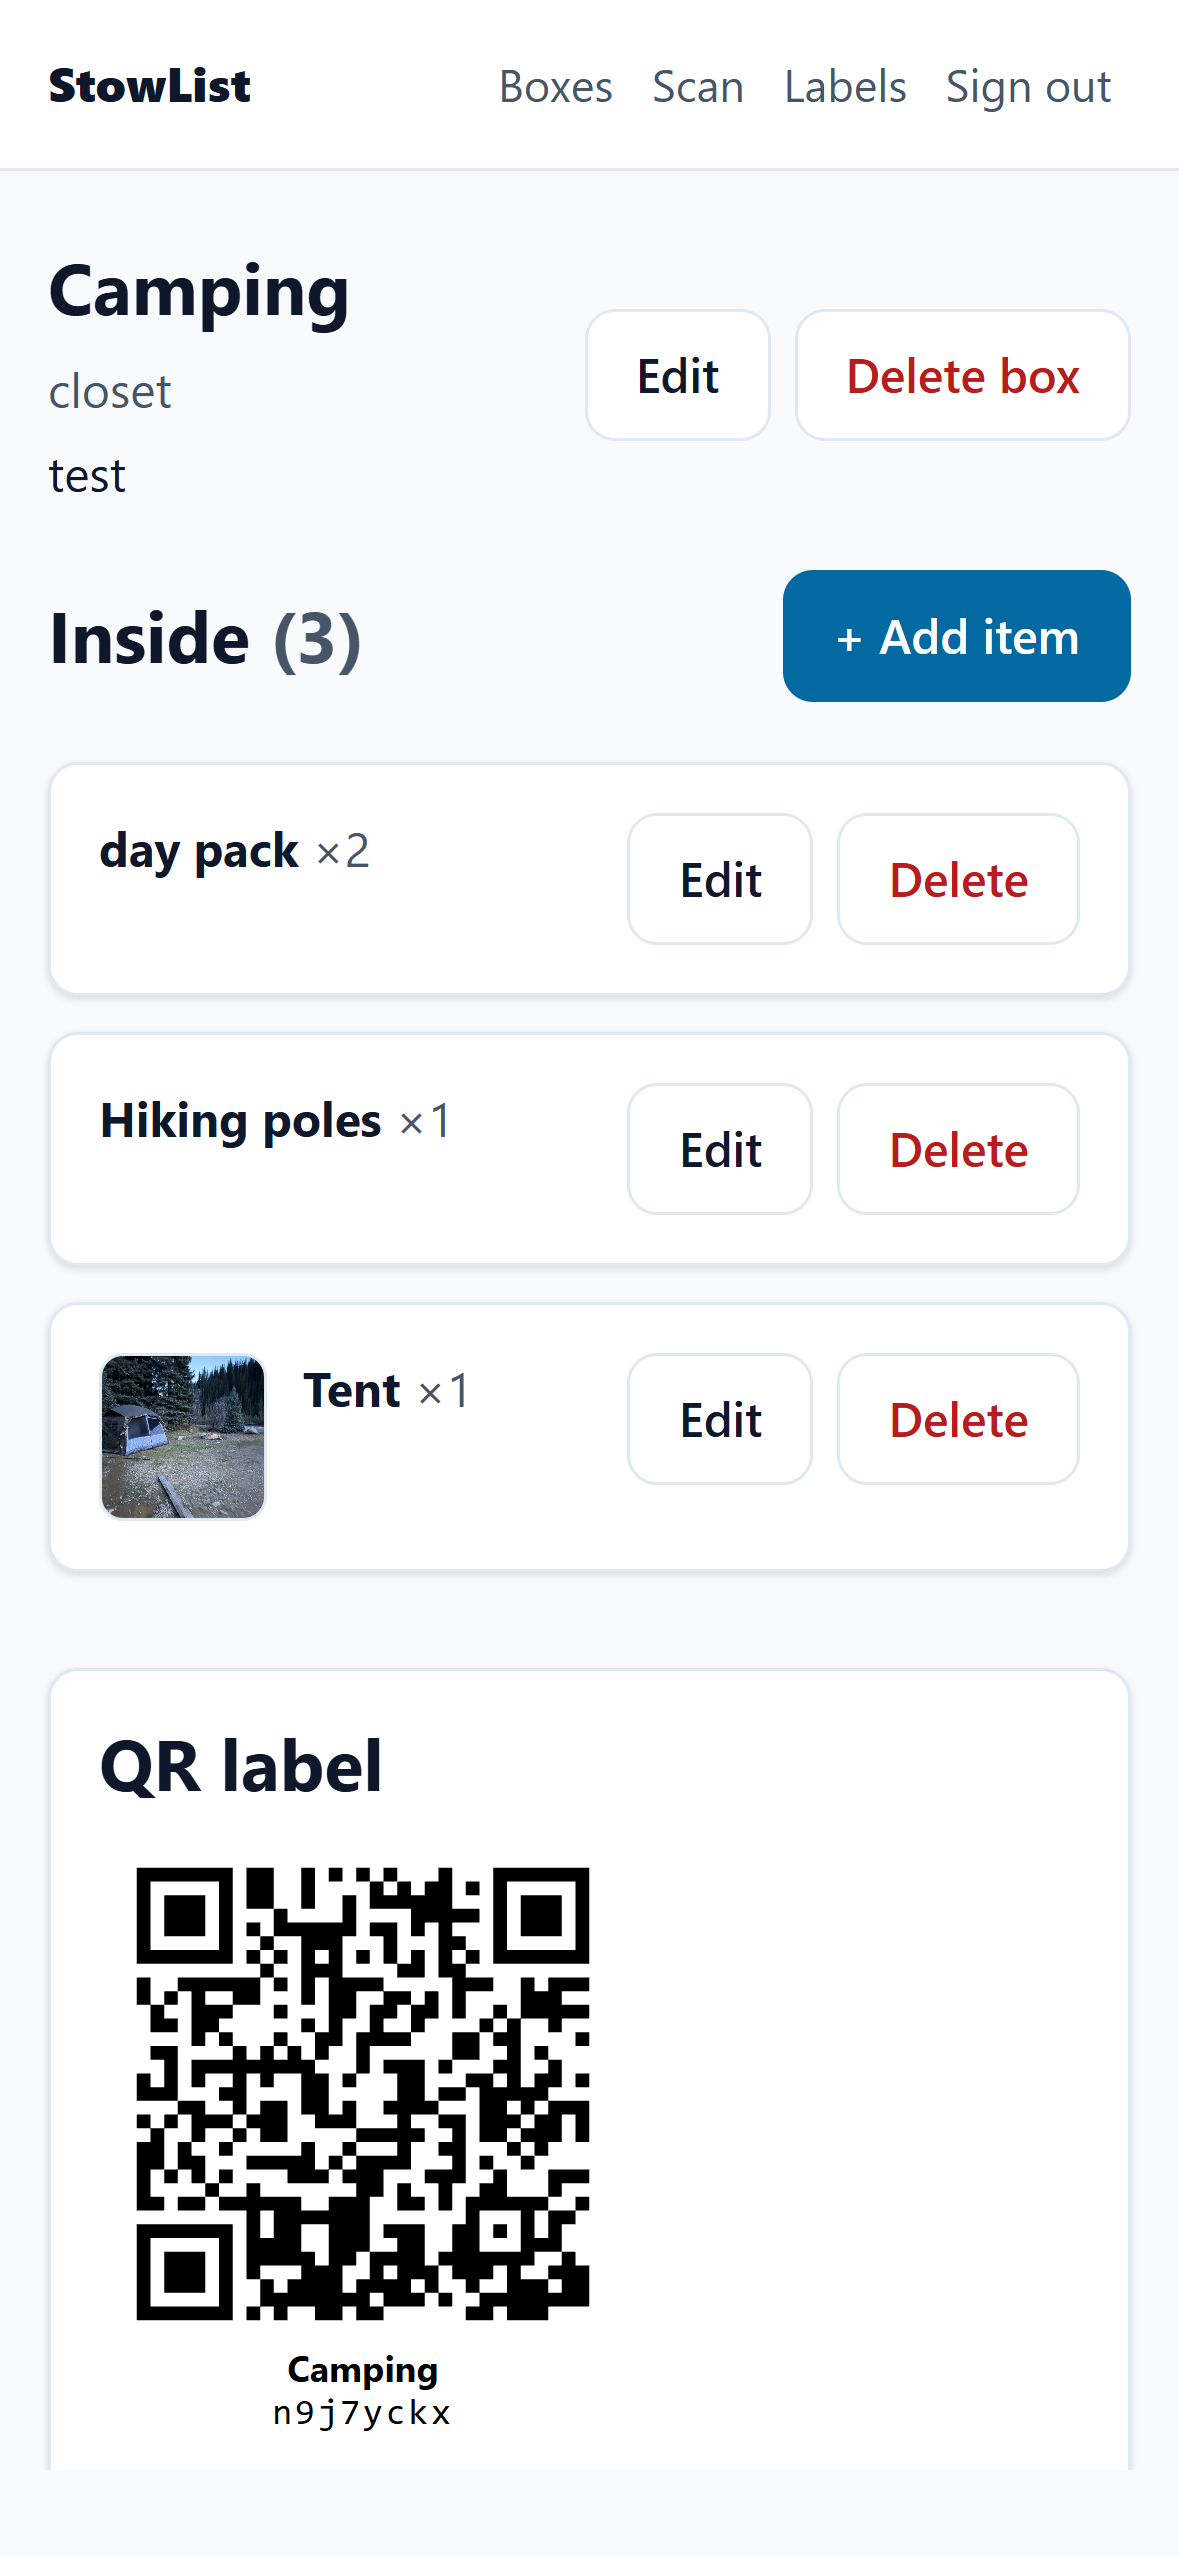 StowList Boxes Scan Labels Sign out
Camping
closet
test
Edit Delete box
Inside (3) + Add item
day pack ×2 Edit Delete
Hiking poles ×1 Edit Delete
Tent ×1 Edit Delete
QR label
Camping
n9j7yckx